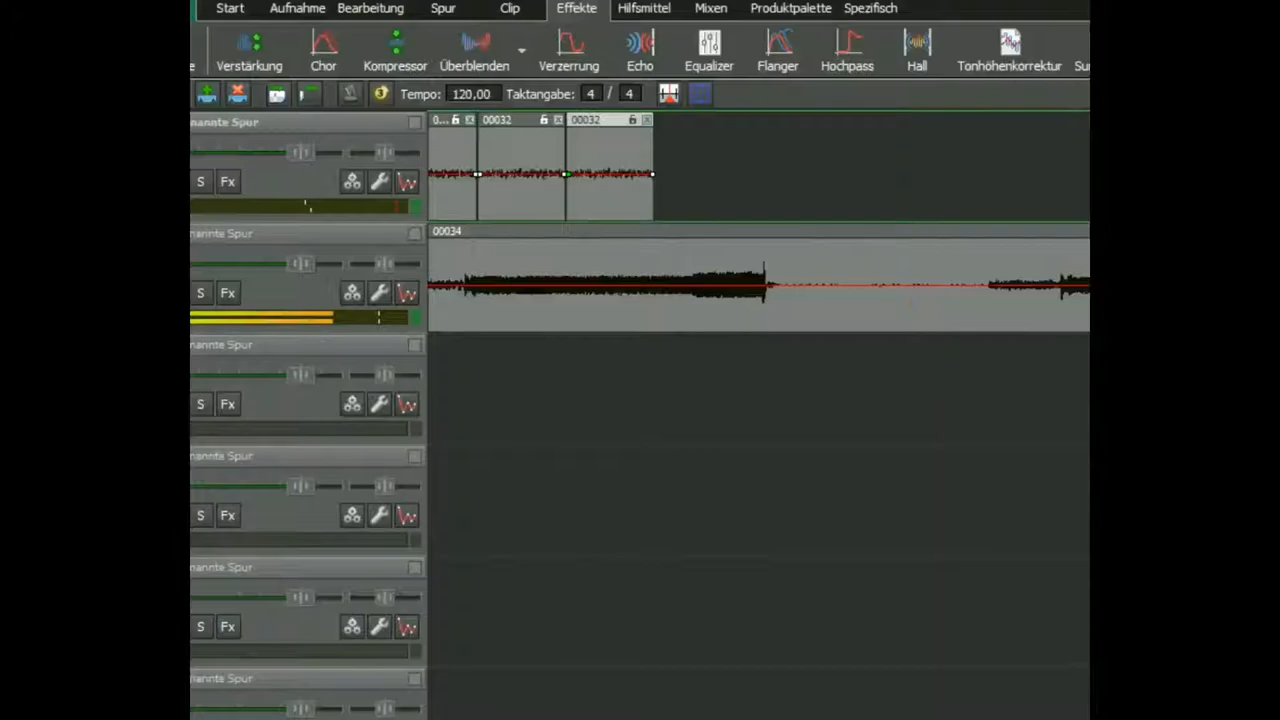 Start Aufnahme Bearbeitung Spur Clip Effekte Hilfsmittel Mixen Produktpalette Spezifisch
Verstärkung Chor Kompressor Überblenden Verzerrung Echo Equalizer Flanger Hochpass Hall Tonhöhenkorrektur
Tempo: 120,00 Taktangabe: 4 / 4
nannte Spur 0... 00032 00032
S Fx
nannte Spur 00034
S Fx
nannte Spur
S Fx
nannte Spur
S Fx
nannte Spur
S Fx
nannte Spur